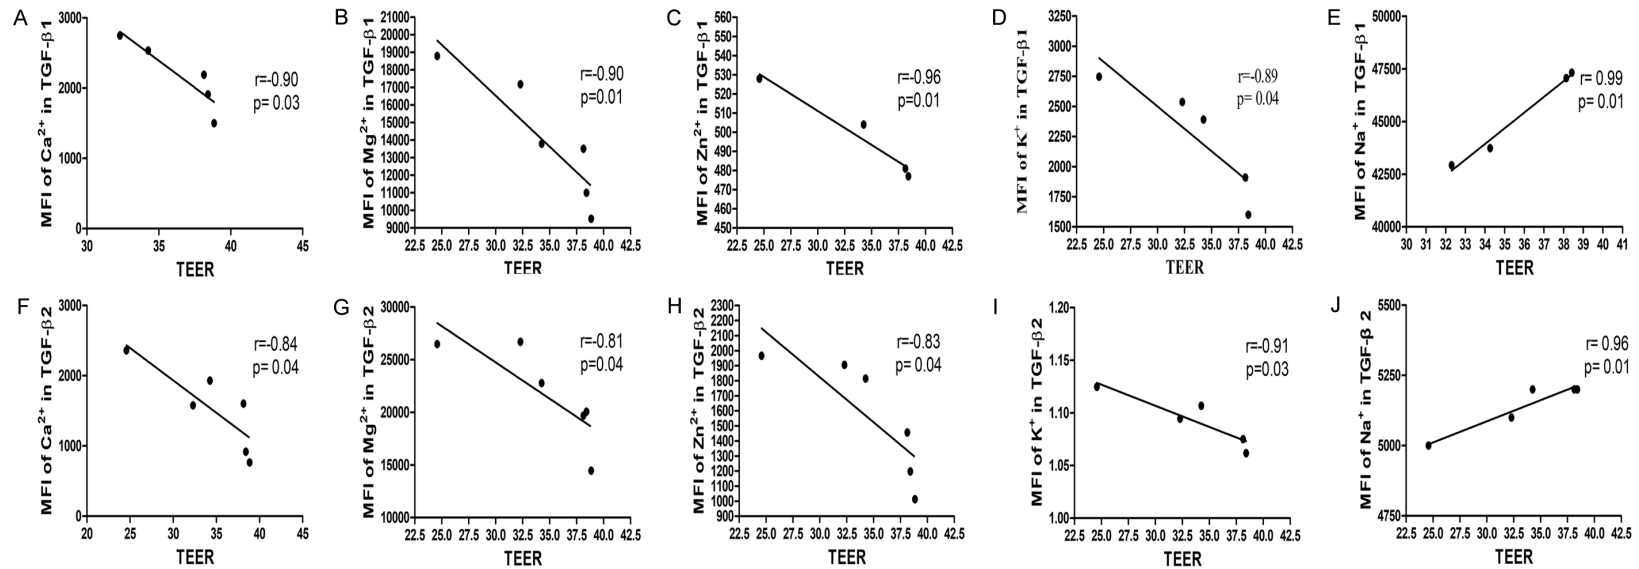 A
MFI of Ca2+ in TGF-β1
3000
2000
1000
0
30 35 40 45
TEER
r=-0.90
p= 0.03
B
MFI of Mg2+ in TGF-β1
21000
20000
19000
18000
17000
16000
15000
14000
13000
12000
11000
10000
9000
22.5 25.0 27.5 30.0 32.5 35.0 37.5 40.0 42.5
TEER
r=-0.90
p=0.01
C
MFI of Zn2+ in TGF-β1
560
550
540
530
520
510
500
490
480
470
460
450
22.5 25.0 27.5 30.0 32.5 35.0 37.5 40.0 42.5
TEER
r=-0.96
p=0.01
D
MFI of K+ in TGF-β1
3250
3000
2750
2500
2250
2000
1750
1500
22.5 25.0 27.5 30.0 32.5 35.0 37.5 40.0 42.5
TEER
r=-0.89
p= 0.04
E
MFI of Na+ in TGF-β1
50000
47500
45000
42500
40000
30 31 32 33 34 35 36 37 38 39 40 41
TEER
r= 0.99
p= 0.01
F
MFI of Ca2+ in TGF-β2
3000
2000
1000
0
20 25 30 35 40 45
TEER
r=-0.84
p= 0.04
G
MFI of Mg2+ in TGF-β2
30000
25000
20000
15000
10000
22.5 25.0 27.5 30.0 32.5 35.0 37.5 40.0 42.5
TEER
r=-0.81
p=0.04
H
MFI of Zn2+ in TGF-β2
2300
2200
2100
2000
1900
1800
1700
1600
1500
1400
1300
1200
1100
1000
900
22.5 25.0 27.5 30.0 32.5 35.0 37.5 40.0 42.5
TEER
r=-0.83
p= 0.04
I
MFI of K+ in TGF-β2
1.20
1.15
1.10
1.05
1.00
22.5 25.0 27.5 30.0 32.5 35.0 37.5 40.0 42.5
TEER
r=-0.91
p=0.03
J
MFI of Na+ in TGF-β 2
5500
5250
5000
4750
22.5 25.0 27.5 30.0 32.5 35.0 37.5 40.0 42.5
TEER
r= 0.96
p= 0.01